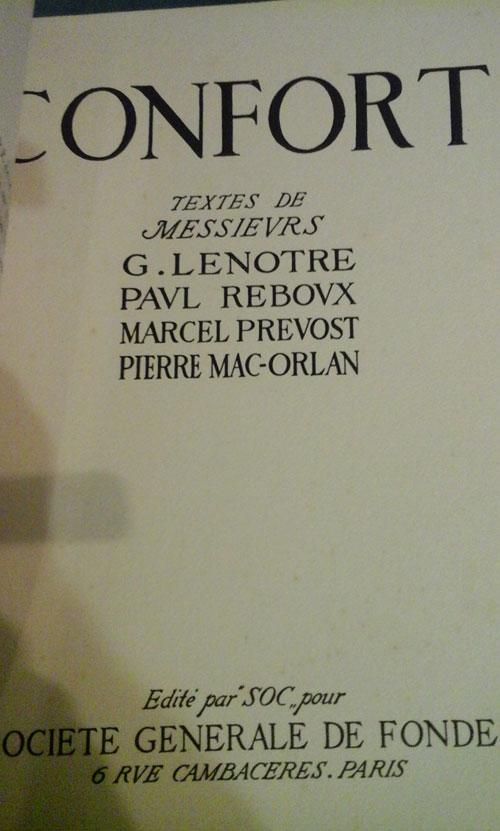 CONFORT
TEXTES DE
MESSIEVRS
G. LENOTRE
PAVL REBOVX
MARCEL PREVOST
PIERRE MAC-ORLAN
Edité par "SOC„ pour
OCIETE GENERALE DE FONDE
6 RVE CAMBACERES. PARIS